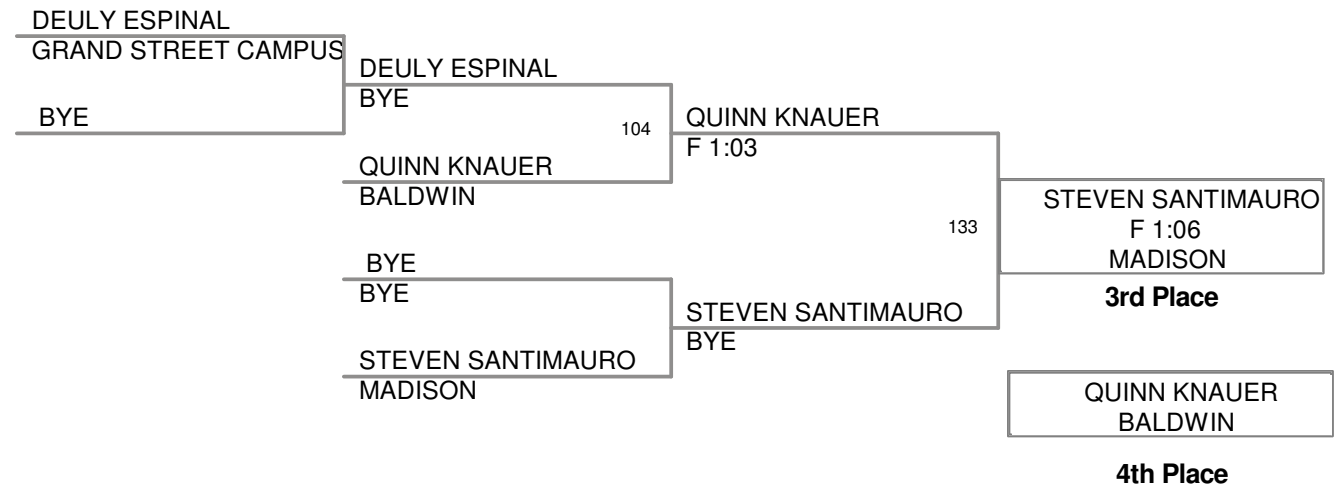 DEULY ESPINAL
GRAND STREET CAMPUS
BYE
DEULY ESPINAL
BYE
104
QUINN KNAUER
BALDWIN
BYE
BYE
STEVEN SANTIMAURO
MADISON
QUINN KNAUER
F 1:03
133
STEVEN SANTIMAURO
BYE
STEVEN SANTIMAURO
F 1:06
MADISON
3rd Place
QUINN KNAUER
BALDWIN
4th Place